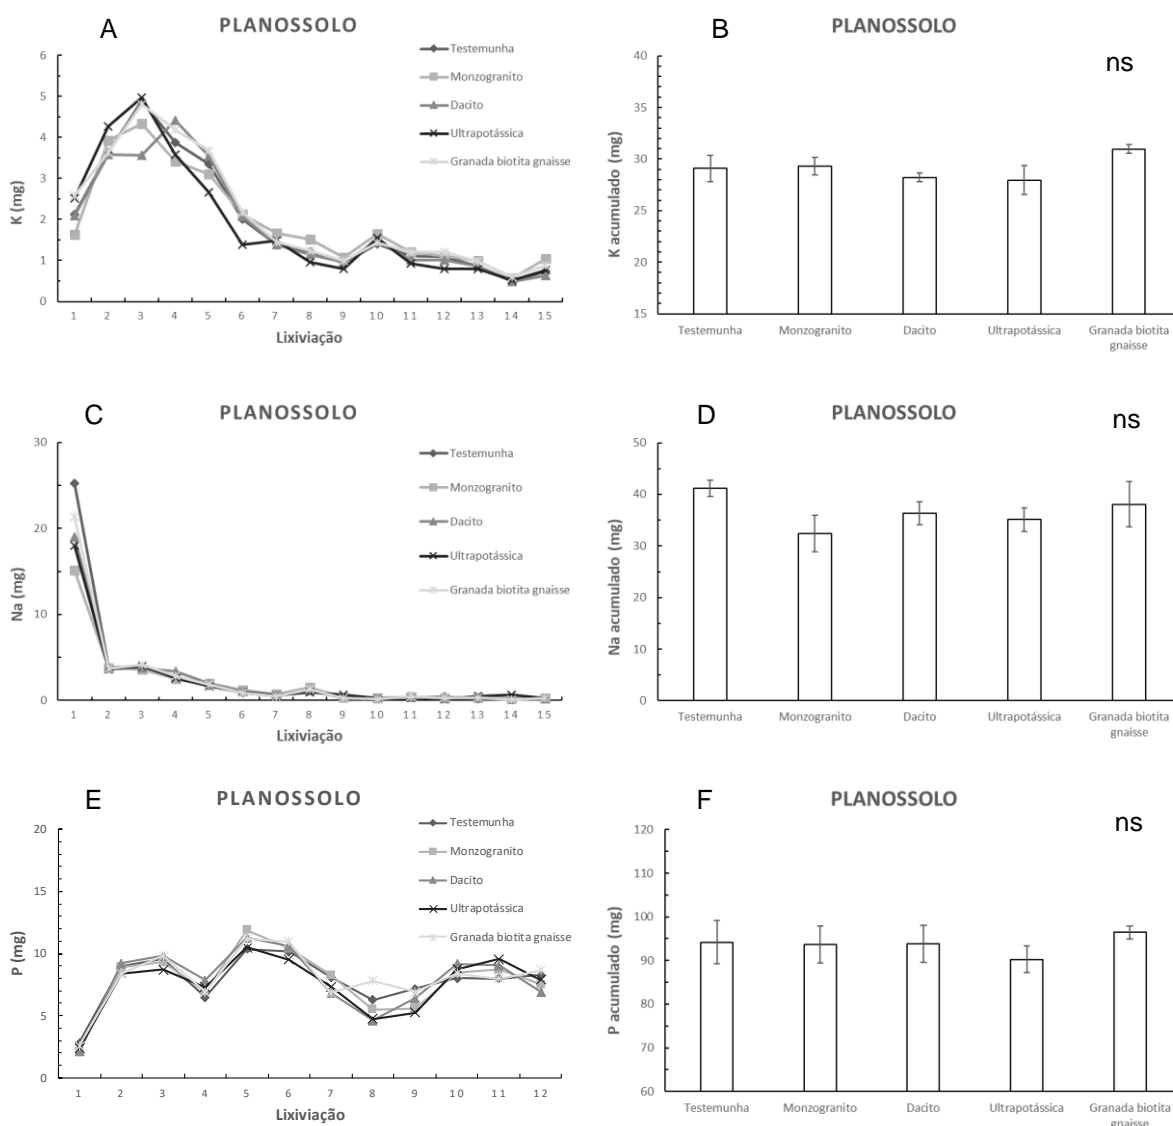 A
PLANOSSOLO
Testemunha
Monzogranito
Dacito
Ultrapotássica
Granada biotita gnaisse
K (mg)
6
5
4
3
2
1
0
1 2 3 4 5 6 7 8 9 10 11 12 13 14 15
Lixiviação
B
PLANOSSOLO
ns
K acumulado (mg)
40
35
30
25
20
15
Testemunha Monzogranito Dacito Ultrapotássica Granada biotita
gnaisse
C
PLANOSSOLO
Testemunha
Monzogranito
Dacito
Ultrapotássica
Granada biotita gnaisse
Na (mg)
30
20
10
0
1 2 3 4 5 6 7 8 9 10 11 12 13 14 15
Lixiviação
D
PLANOSSOLO
ns
Na acumulado (mg)
50
40
30
20
10
0
Testemunha Monzogranito Dacito Ultrapotássica Granada biotita
gnaisse
E
PLANOSSOLO
Testemunha
Monzogranito
Dacito
Ultrapotássica
Granada biotita gnaisse
P (mg)
20
15
10
5
0
1 2 3 4 5 6 7 8 9 10 11 12
Lixiviação
F
PLANOSSOLO
ns
P acumulado (mg)
120
110
100
90
80
70
60
Testemunha Monzogranito Dacito Ultrapotássica Granada biotita
gnaisse